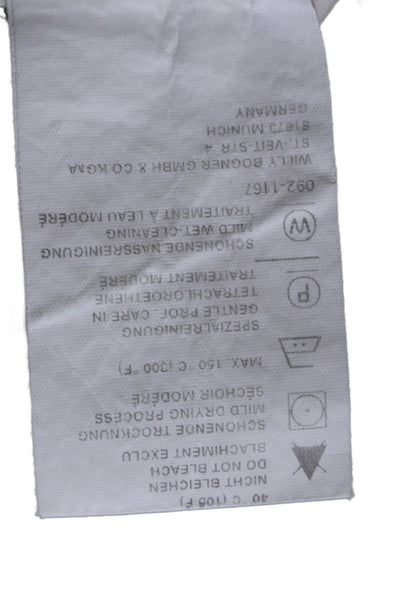 40 °C (105 F)
NICHT BLEICHEN
DO NOT BLEACH
BLACHIMENT EXCLU
SCHONENDE TROCKNUNG
MILD DRYING PROCESS
SÉCHOIR MODÉRÉ
MAX. 150 °C (300 °F)
SPEZIALREINIGUNG
GENTLE PROF. CARE IN
TETRACHLOROETHENE
TRAITEMENT MODÉRÉ
P
SCHONENDE NASSREINIGUNG
MILD WET-CLEANING
TRAITEMENT À LEAU MODÉRÉ
W
092-1167
WILLY BOGNER GMBH & CO KGAA
ST.-VEIT-STR. 4
81673 MUNICH
GERMANY